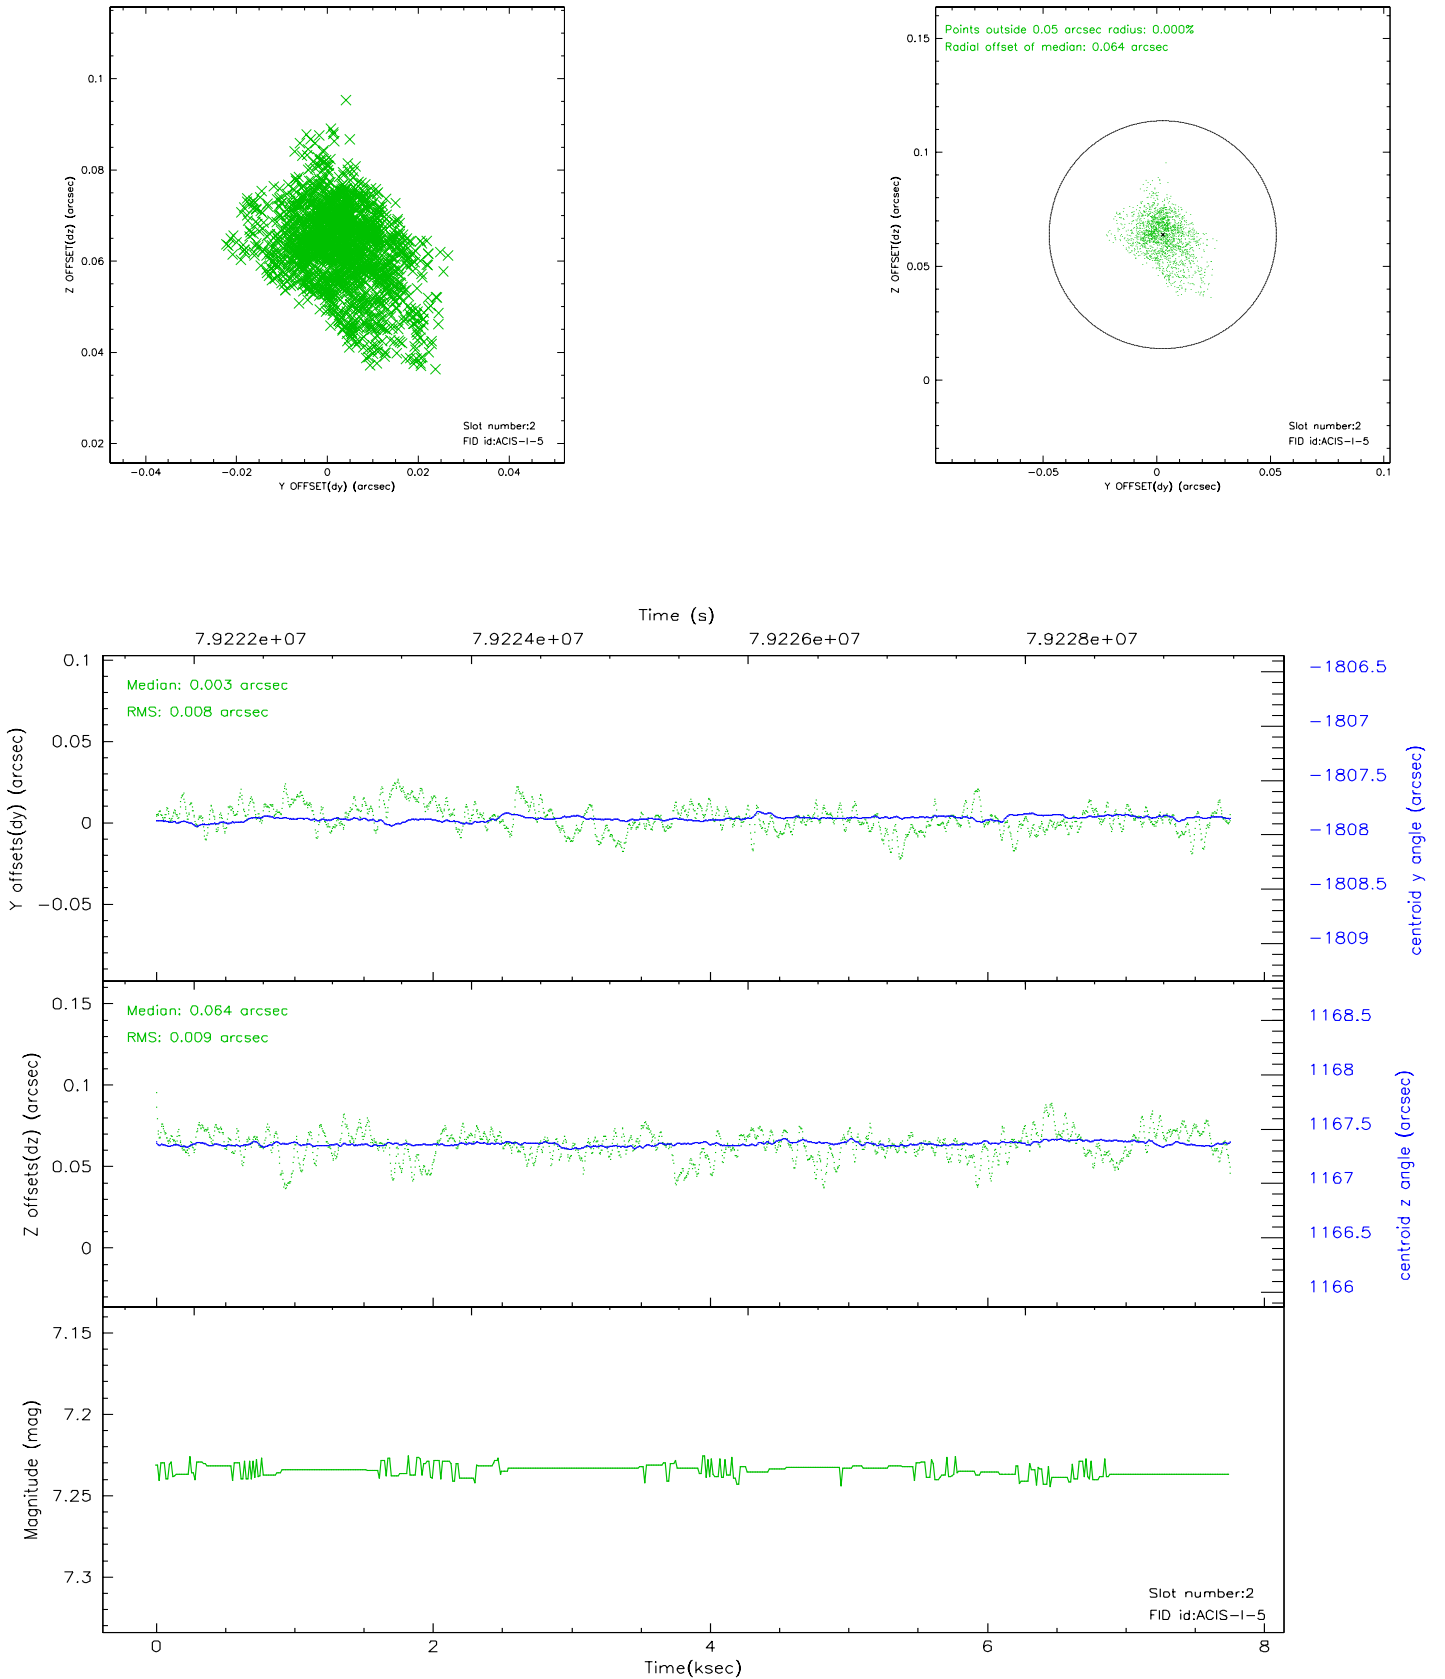 0.1
0.08
0.06
0.04
0.02
Z OFFSET(dz) (arcsec)
−0.04
−0.02
0
0.02
0.04
Y OFFSET(dy) (arcsec)
Slot number:2
FID id:ACIS−I−5
Points outside 0.05 arcsec radius: 0.000%
Radial offset of median: 0.064 arcsec
0.15
0.1
0.05
0
Z OFFSET(dz) (arcsec)
−0.05
0
0.05
0.1
Y OFFSET(dy) (arcsec)
Slot number:2
FID id:ACIS−I−5
Time (s)
7.9222e+07
7.9224e+07
7.9226e+07
7.9228e+07
0.1
0.05
0
−0.05
Y offsets(dy) (arcsec)
Median: 0.003 arcsec
RMS: 0.008 arcsec
−1806.5
−1807
−1807.5
−1808
−1808.5
−1809
centroid y angle (arcsec)
0.15
0.1
0.05
0
Z offsets(dz) (arcsec)
Median: 0.064 arcsec
RMS: 0.009 arcsec
1168.5
1168
1167.5
1167
1166.5
1166
centroid z angle (arcsec)
7.15
7.2
7.25
7.3
Magnitude (mag)
Slot number:2
FID id:ACIS−I−5
0
2
4
6
8
Time(ksec)